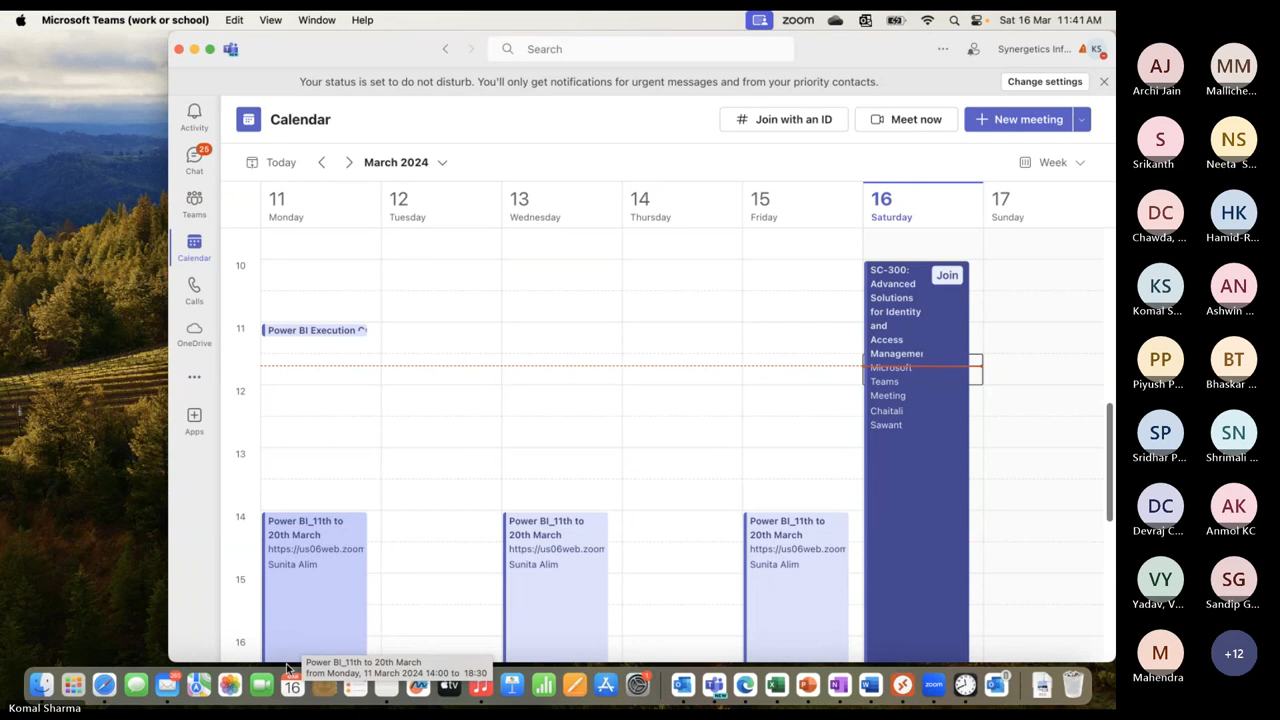 Microsoft Teams (work or school) Edit View Window Help
zoom Sat 16 Mar 11:41 AM
Search
Synergetics Inf... KS
Your status is set to do not disturb. You'll only get notifications for urgent messages and from your priority contacts. Change settings
Activity
Chat 25
Teams
Calendar
Calls
OneDrive
Apps
Calendar
# Join with an ID Meet now + New meeting
Today March 2024 Week
11 Monday
12 Tuesday
13 Wednesday
14 Thursday
15 Friday
16 Saturday
17 Sunday
10
11
12
13
14
15
16
Power BI Execution
SC-300:
Advanced
Solutions
for Identity
and
Access
Managemen
Microsoft
Teams
Meeting
Chaitali
Sawant
Join
Power BI_11th to
20th March
https://us06web.zoom
Sunita Alim
Power BI_11th to
20th March
https://us06web.zoom
Sunita Alim
Power BI_11th to
20th March
https://us06web.zoom
Sunita Alim
Power BI_11th to 20th March
from Monday, 11 March 2024 14:00 to 18:30
16
zoom
Komal Sharma
AJ
Archi Jain
MM
Malliche...
S
Srikanth
NS
Neeta S...
DC
Chawda, ...
HK
Hamid-R...
KS
Komal S...
AN
Ashwin ...
PP
Piyush P...
BT
Bhaskar ...
SP
Sridhar P...
SN
Shrimali ...
DC
Devraj C...
AK
Anmol KC
VY
Yadav, V...
SG
Sandip G...
M
Mahendra
+12